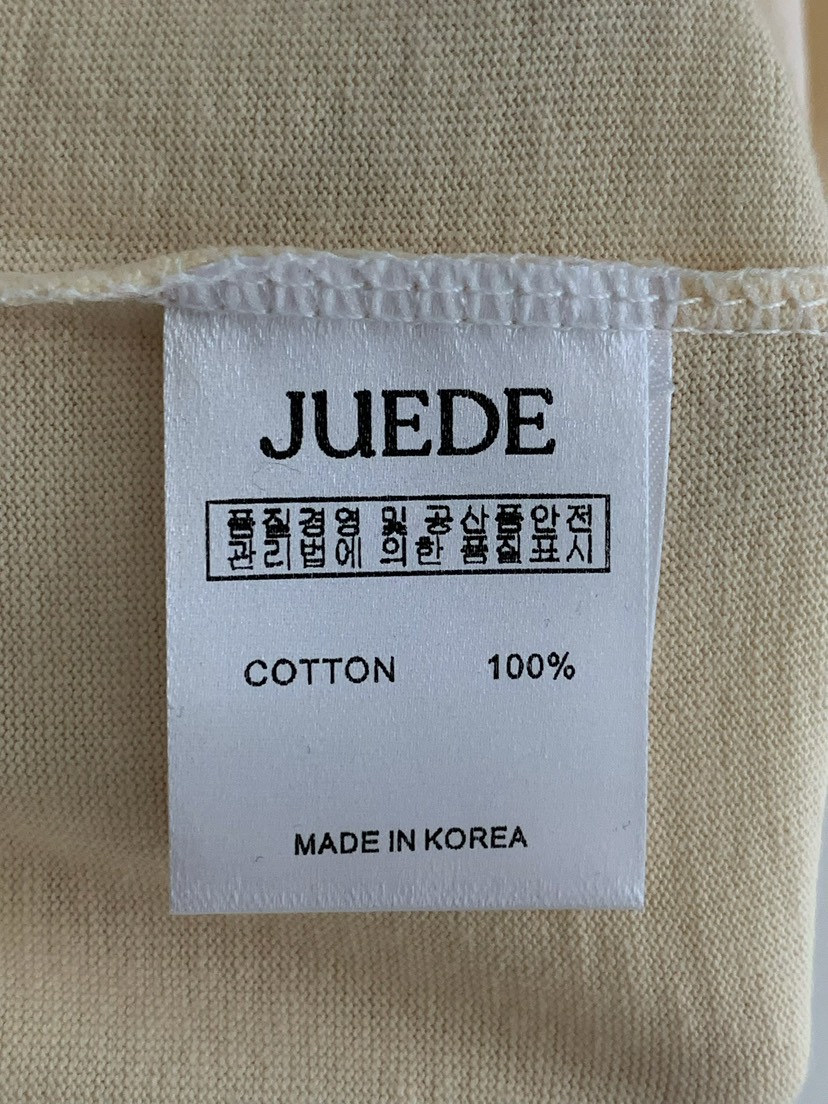 JUEDE
품질경영 및 공산품안전
관리법에 의한 품질표시
COTTON 100%
MADE IN KOREA